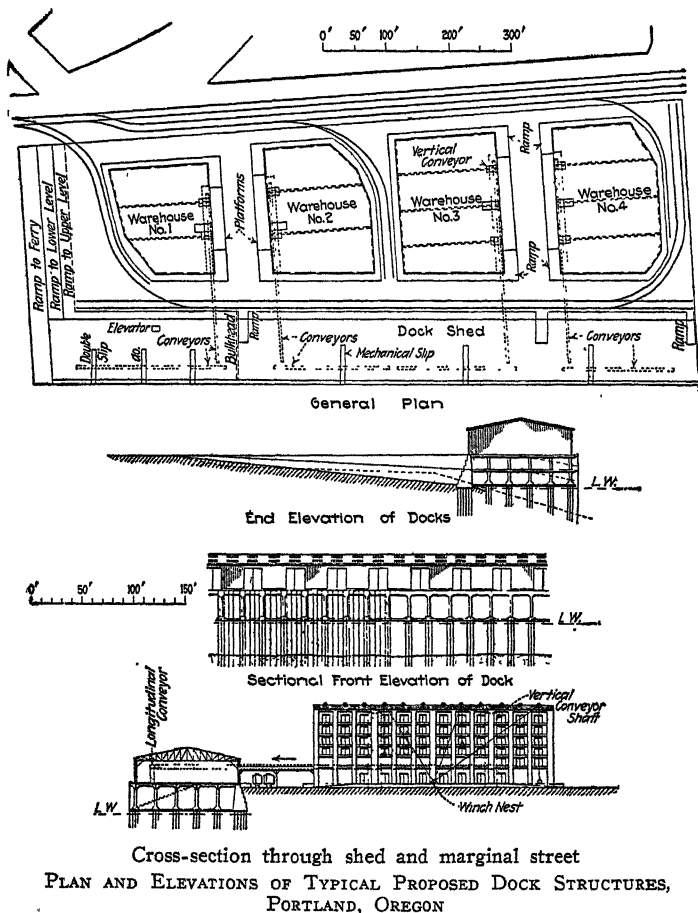 0 50' 100' 200' 300'
Ramp to Ferry
Ramp to Lower Level
Ramp to Upper Level
Warehouse
No.1
Platforms
Warehouse
No.2
Vertical
Conveyor
Warehouse
No.3
Ramp
Ramp
Warehouse
No.4
Elevator
Conveyors
Bulkhead
Ramp
Conveyors
Dock Shed
Conveyors
Ramp
Double
Slip
do.
Mechanical Slip
General Plan
L.W.
End Elevation of Docks
0' 50' 100' 150'
L.W.
Sectional Front Elevation of Dock
Longitudinal
Conveyor
Vertical
Conveyor
Shaft
L.W.
Winch Nest
Cross-section through shed and marginal street
PLAN AND ELEVATIONS OF TYPICAL PROPOSED DOCK STRUCTURES,
PORTLAND, OREGON